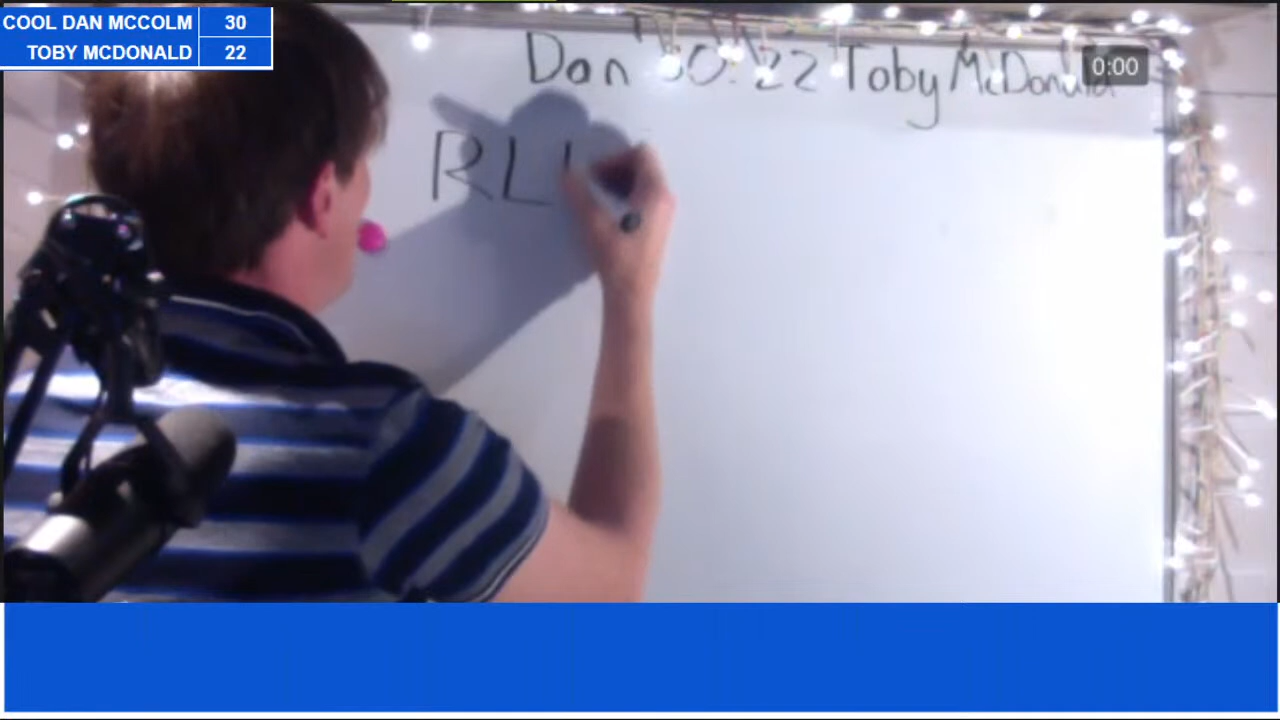 COOL DAN MCCOLM 30
TOBY MCDONALD 22
Dan 30:22 Toby McDonald
0:00
RL